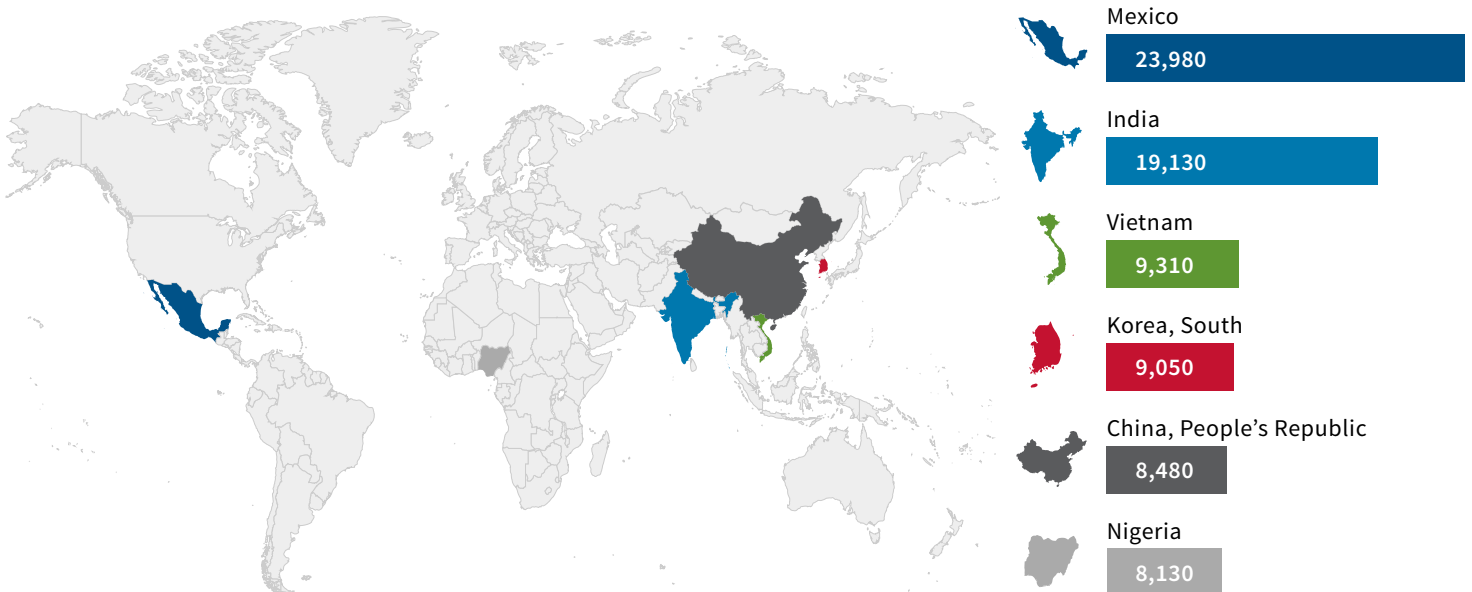 Mexico
23,980
India
19,130
Vietnam
9,310
Korea, South
9,050
China, People’s Republic
8,480
Nigeria
8,130